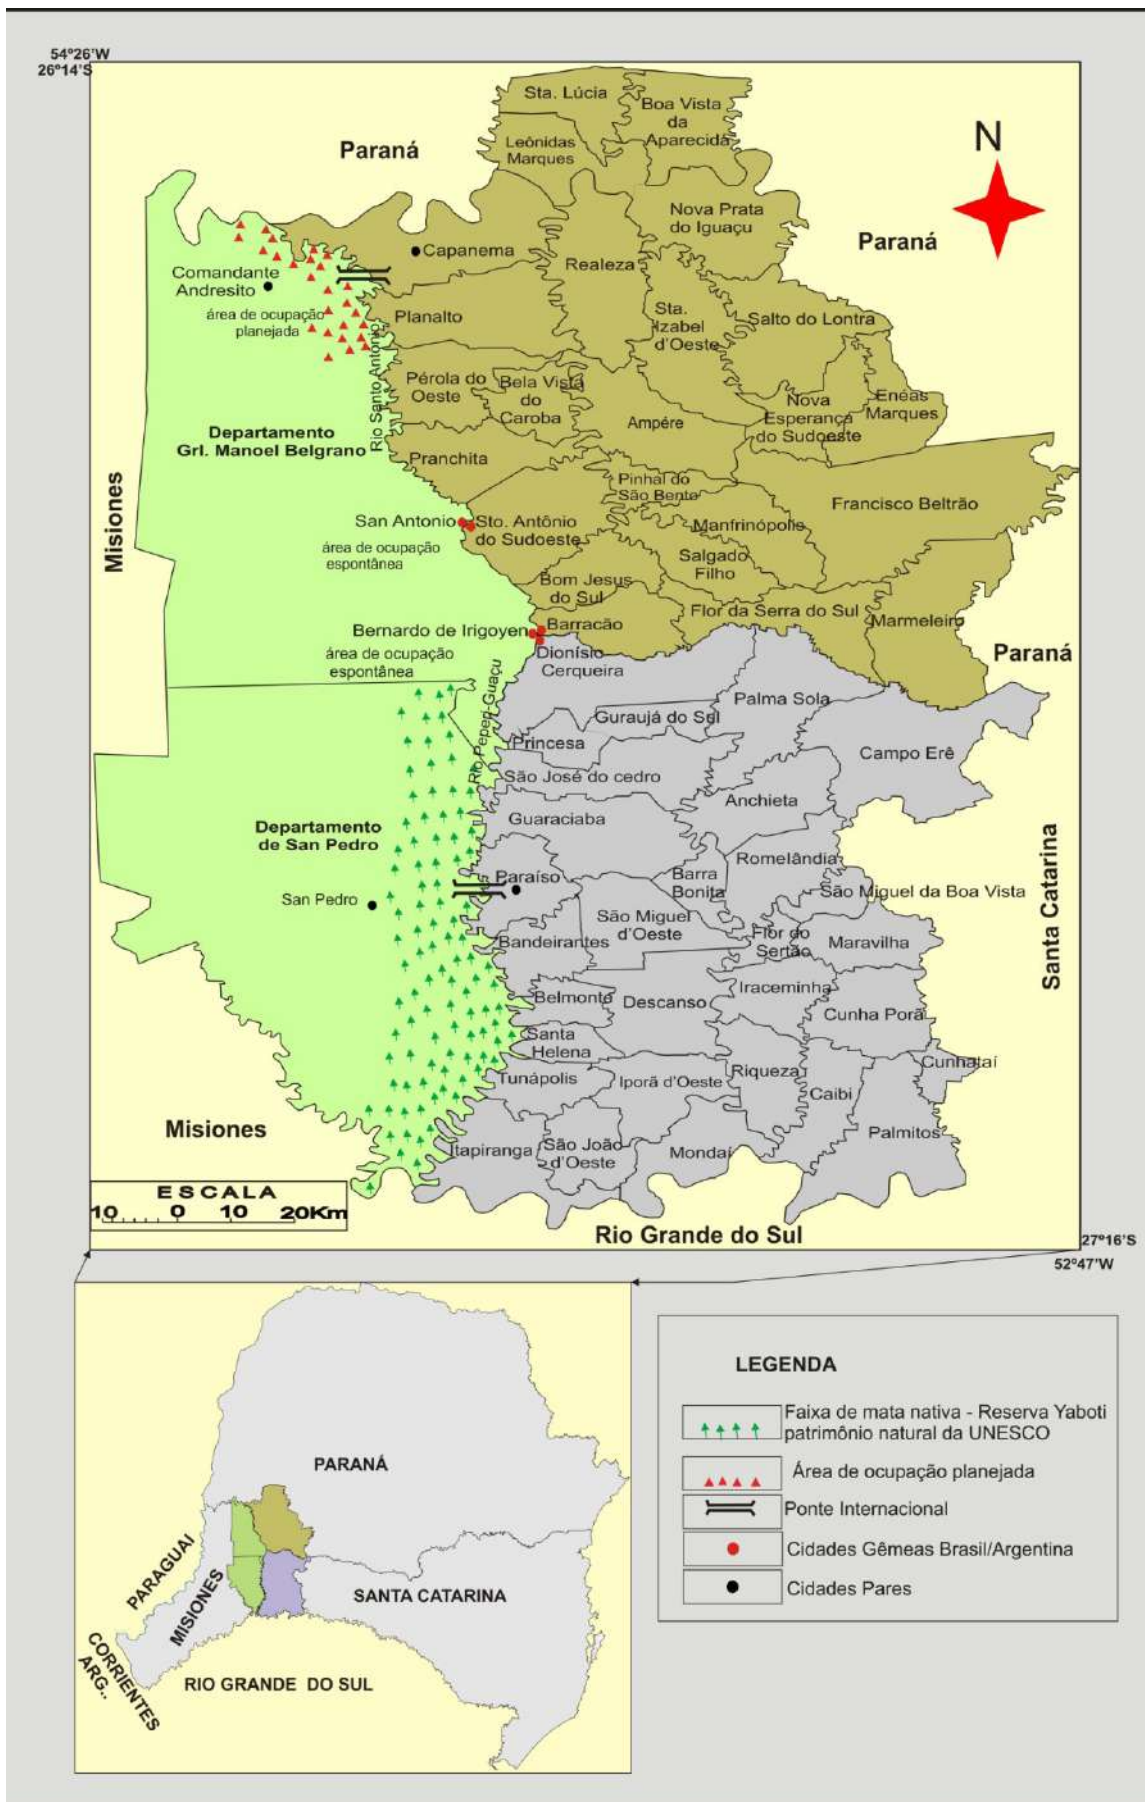 54º26'W
26º14'S
Sta. Lúcia
Boa Vista
da
Aparecida
Leônidas
Marques
Paraná
N
Nova Prata
do Iguaçu
Paraná
Capanema
Realeza
Comandante
Andresito
área de ocupação
planejada
Planalto
Sta.
Izabel
d'Oeste
Salto do Lontra
Rio Santo Antonio
Pérola do
Oeste
Bela Vista
do
Caroba
Nova
Esperança
do Sudoeste
Enéas
Marques
Ampére
Departamento
Grl. Manoel Belgrano
Pranchita
Misiones
Pinhal do
São Bento
Francisco Beltrão
San Antonio
Sto. Antônio
do Sudoeste
Manfrinópolis
área de ocupação
espontânea
Salgado
Filho
Bom Jesus
do Sul
Flor da Serra do Sul
Marmeleiro
Bernardo de Irigoyen
Barracão
área de ocupação
espontânea
Dionísio
Cerqueira
Paraná
Rio Peperi-Guaçu
Palma Sola
Guraujá do Sul
Princesa
Campo Erê
São José do cedro
Anchieta
Guaraciaba
Departamento
de San Pedro
Santa Catarina
Romelândia
Paraíso
Barra
Bonita
São Miguel da Boa Vista
San Pedro
São Miguel
d'Oeste
Bandeirantes
Flor do
Sertão
Maravilha
Iraceminha
Belmonte
Descanso
Cunha Porã
Santa
Helena
Cunhataí
Tunápolis
Iporã d'Oeste
Riqueza
Caibi
Misiones
Itapiranga
São João
d'Oeste
Mondaí
Palmitos
ESCALA
10 0 10 20Km
Rio Grande do Sul
27º16'S
52º47'W
PARANÁ
PARAGUAI
MISIONES
SANTA CATARINA
CORRIENTES
ARG..
RIO GRANDE DO SUL
LEGENDA
Faixa de mata nativa - Reserva Yaboti
patrimônio natural da UNESCO
Área de ocupação planejada
Ponte Internacional
Cidades Gêmeas Brasil/Argentina
Cidades Pares